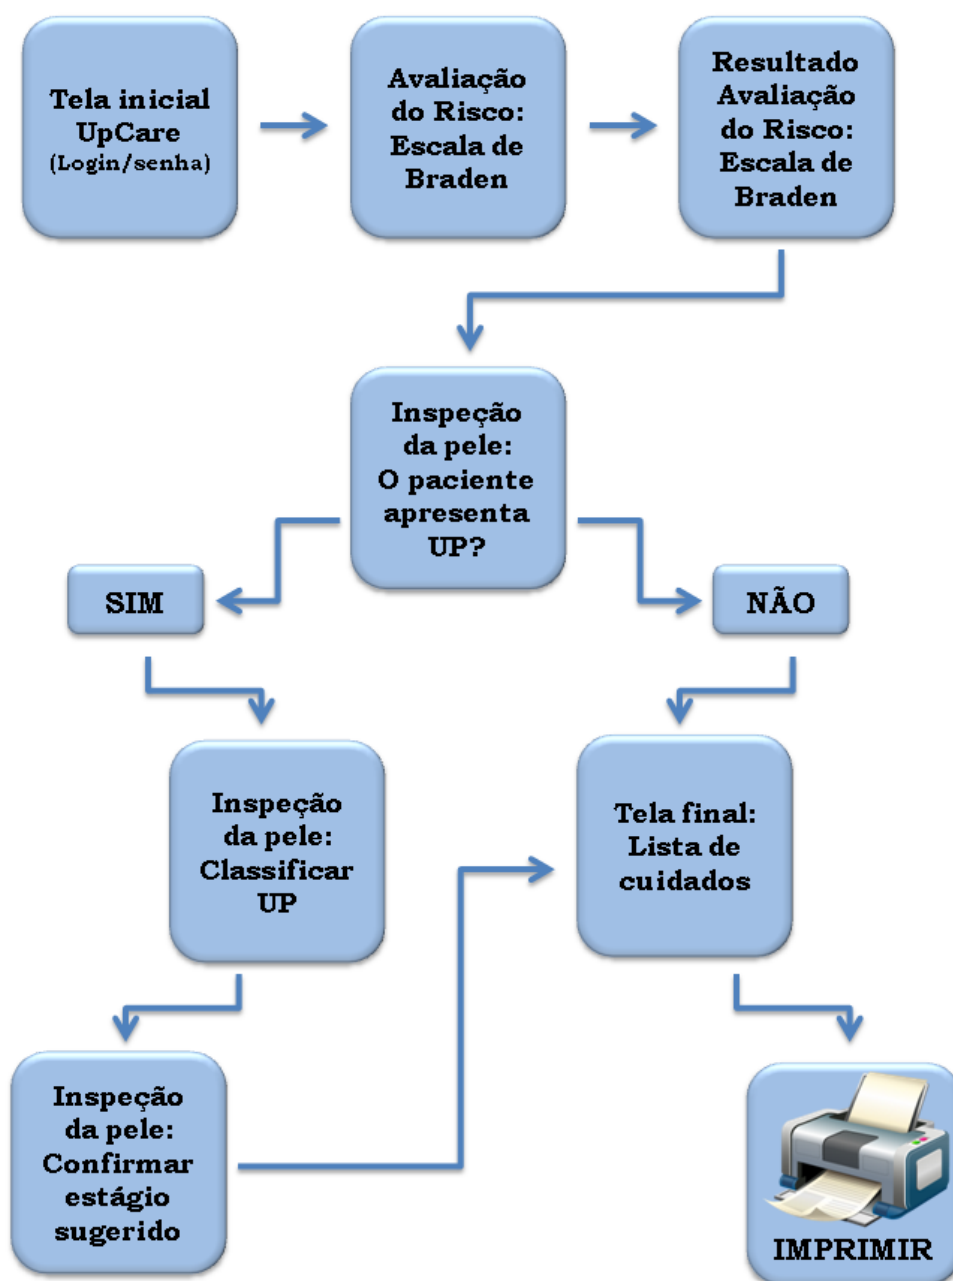 Tela inicial
UpCare
(Login/senha)
Avaliação
do Risco:
Escala de
Braden
Resultado
Avaliação
do Risco:
Escala de
Braden
Inspeção
da pele:
O paciente
apresenta
UP?
SIM
NÃO
Inspeção
da pele:
Classificar
UP
Tela final:
Lista de
cuidados
Inspeção
da pele:
Confirmar
estágio
sugerido
IMPRIMIR